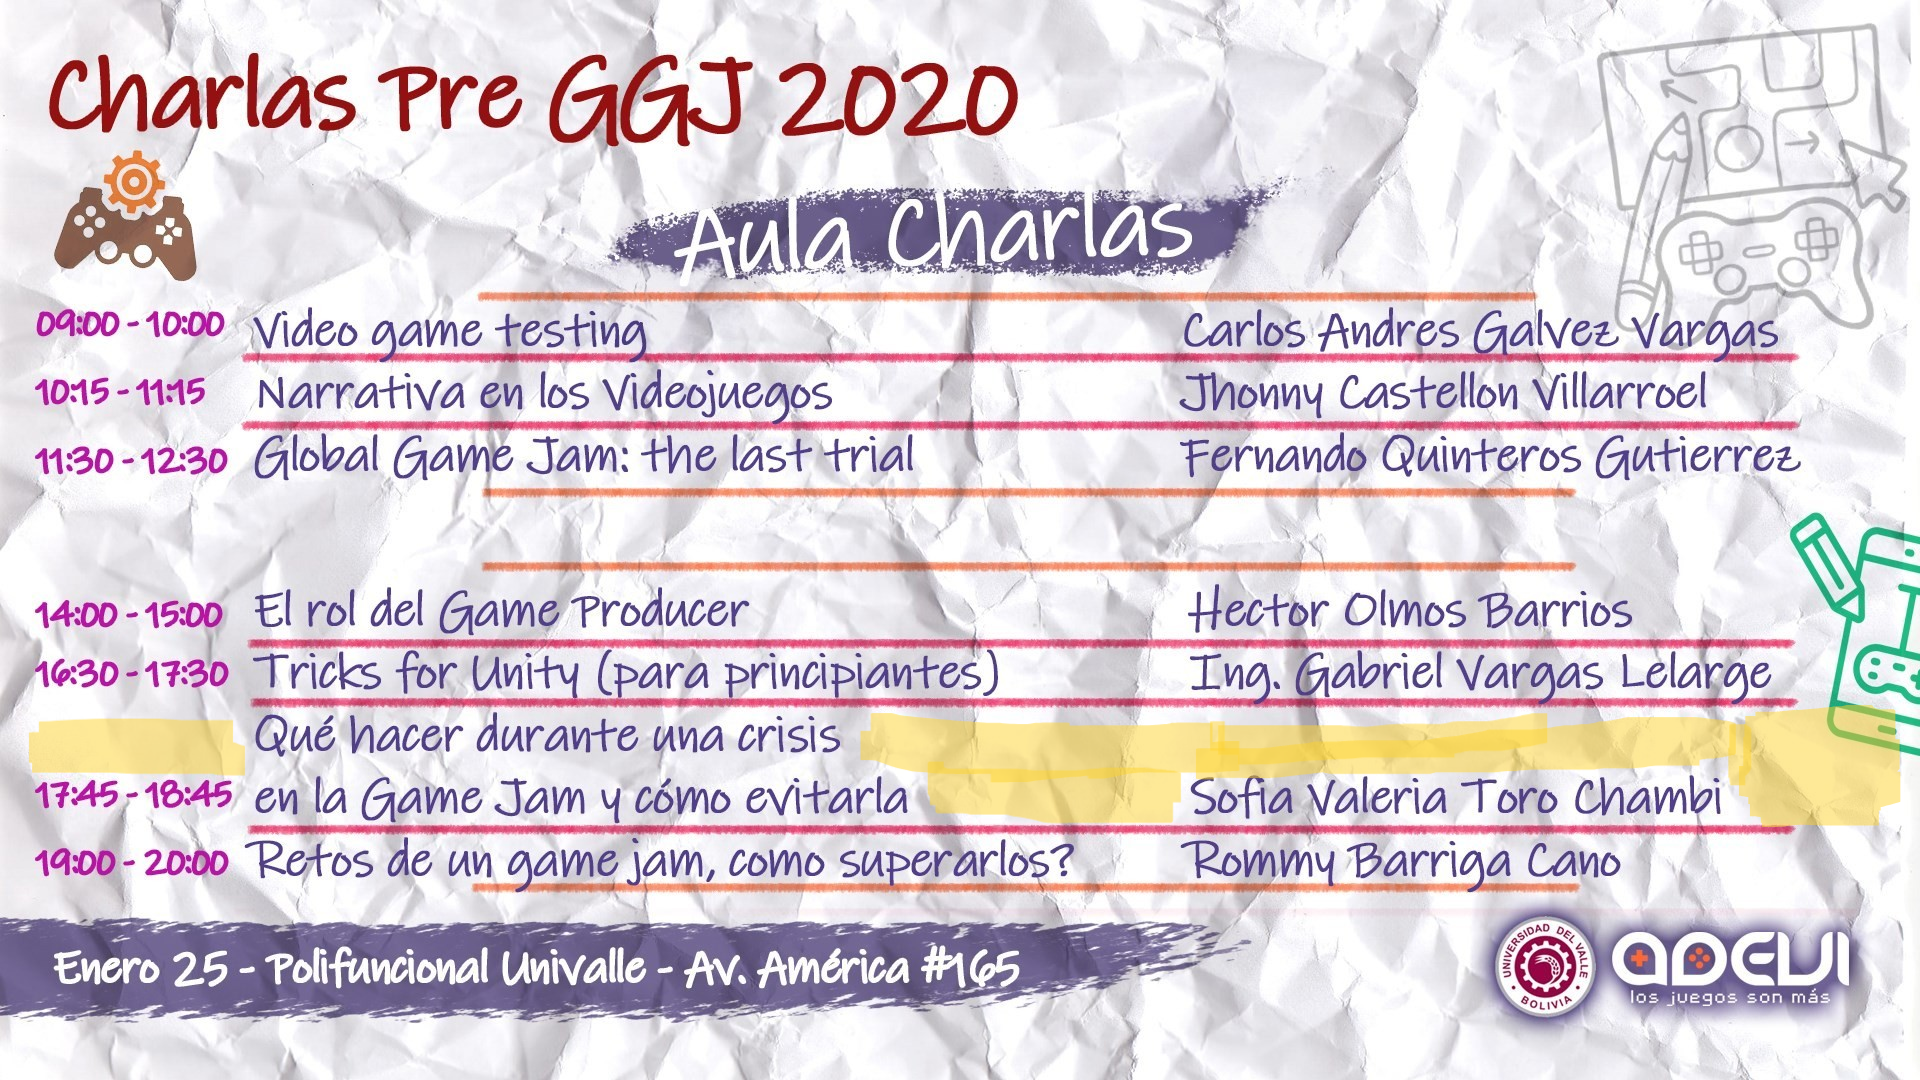 Charlas Pre GGJ 2020
Aula Charlas
09:00 - 10:00 Video game testing Carlos Andres Galvez Vargas
10:15 - 11:15 Narrativa en los Videojuegos Jhonny Castellon Villarroel
11:30 - 12:30 Global Game Jam: the last trial Fernando Quinteros Gutierrez
14:00 - 15:00 El rol del Game Producer Hector Olmos Barrios
16:30 - 17:30 Tricks for Unity (para principiantes) Ing. Gabriel Vargas Lelarge
Qué hacer durante una crisis
17:45 - 18:45 en la Game Jam y cómo evitarla Sofia Valeria Toro Chambi
19:00 - 20:00 Retos de un game jam, como superarlos? Rommy Barriga Cano
Enero 25 - Polifuncional Univalle - Av. América #165
UNIVERSIDAD DEL VALLE
BOLIVIA
ADEVI
los juegos son más